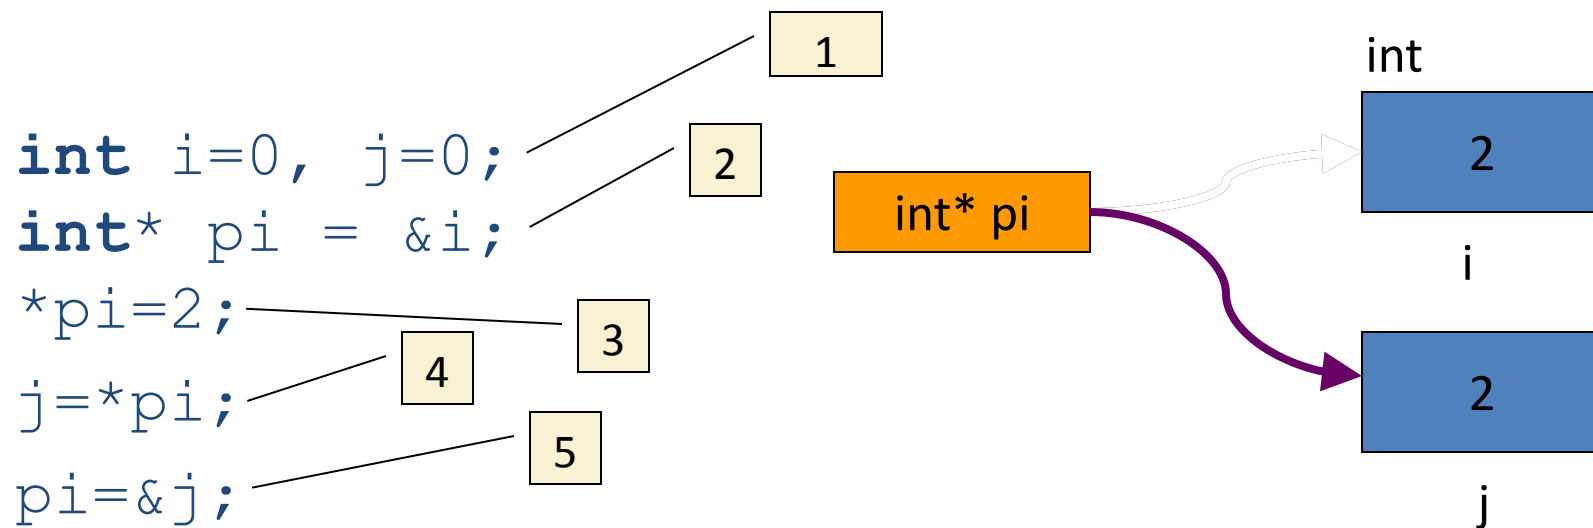 int i=0, j=0;
int* pi = &i;
*pi=2;
j=*pi;
pi=&j;
1
2
3
4
5
int* pi
int
2
i
2
j